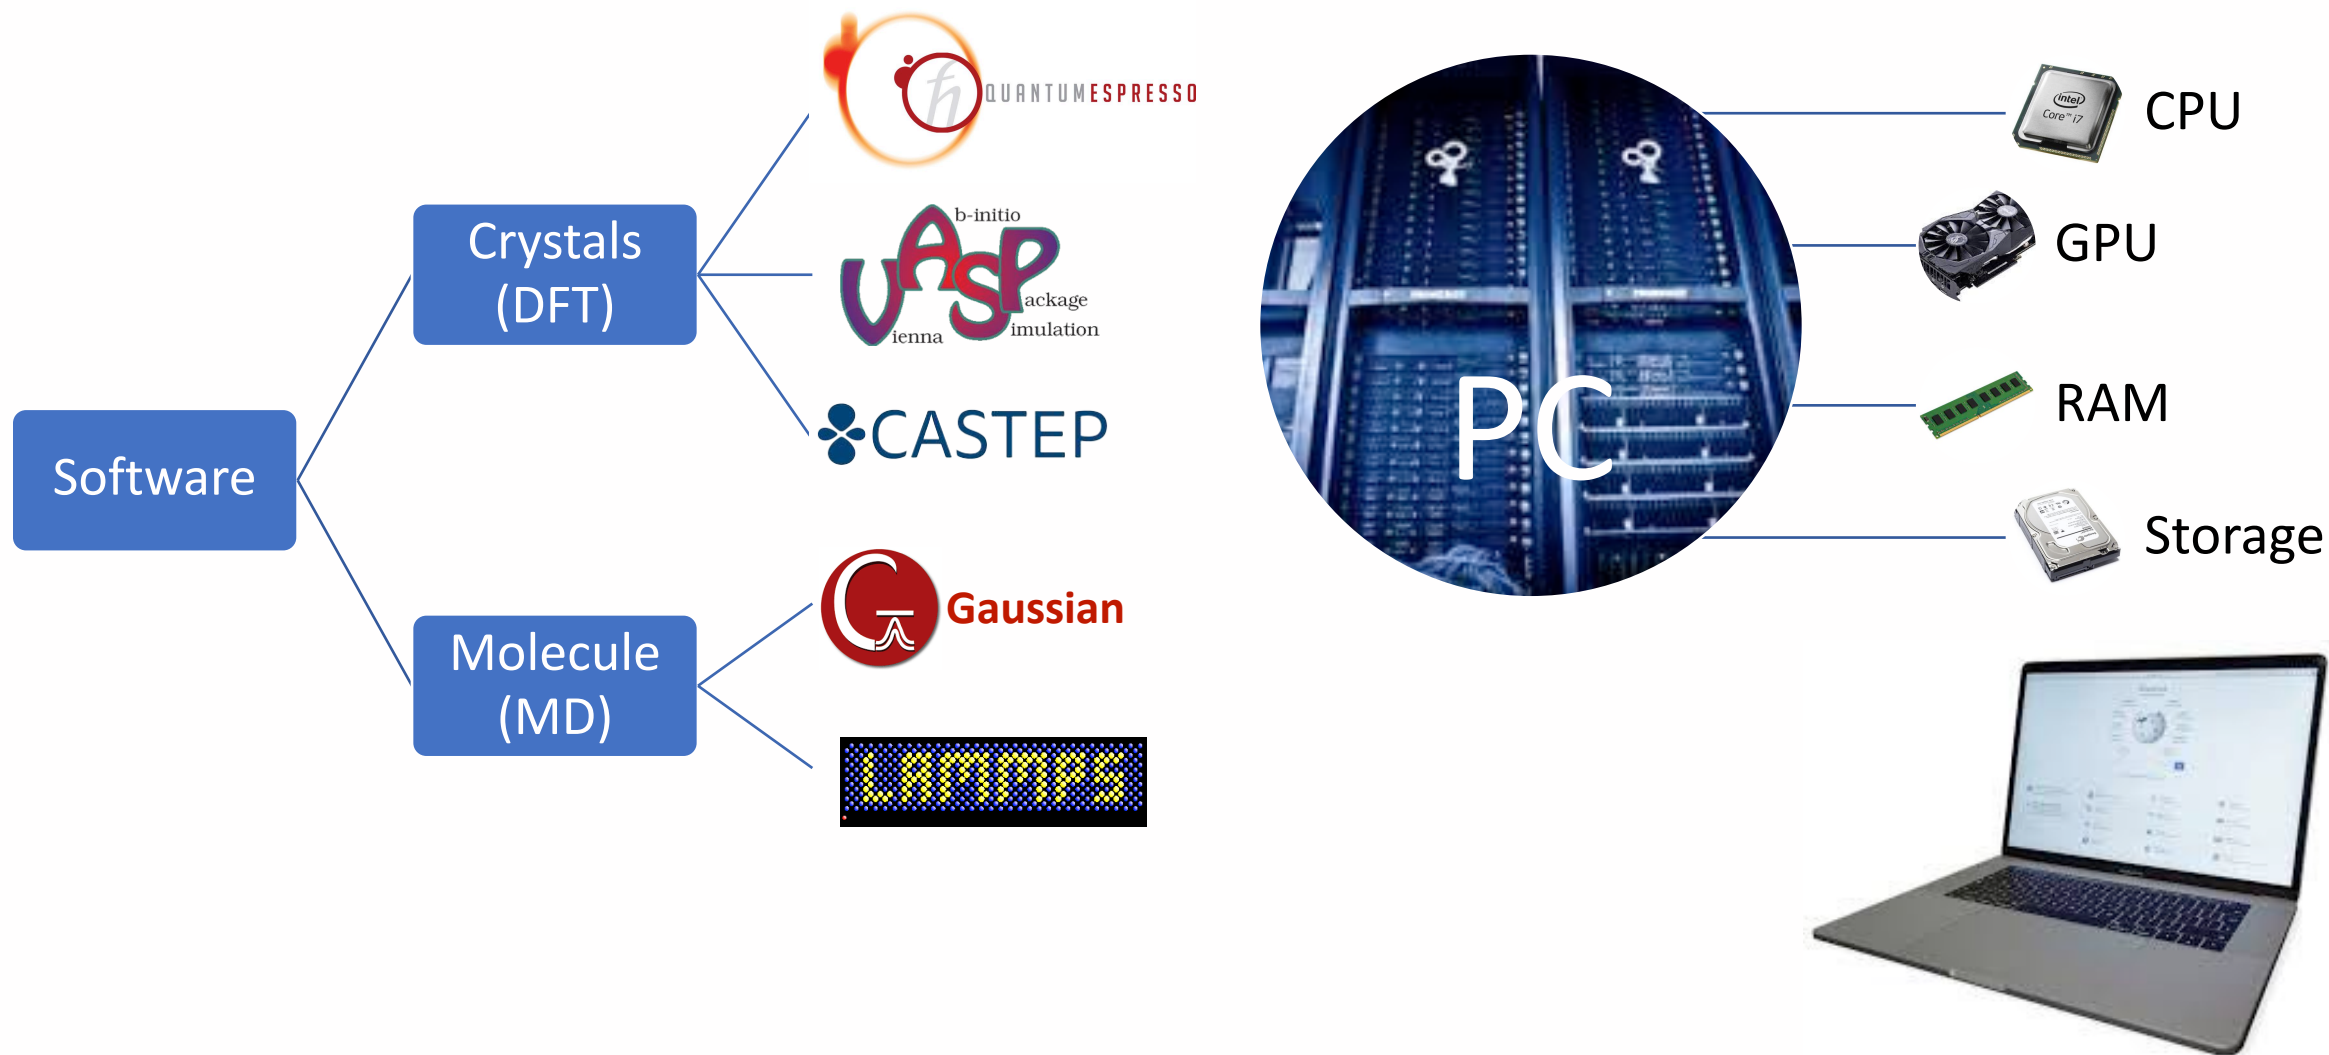 Software
Crystals
(DFT)
Molecule
(MD)
QUANTUMESPRESSO
VASP
b-initio
ackage
imulation
ienna
CASTEP
Gaussian
LAMMPS
PC
intel
Core™ i7
CPU
GPU
RAM
Storage